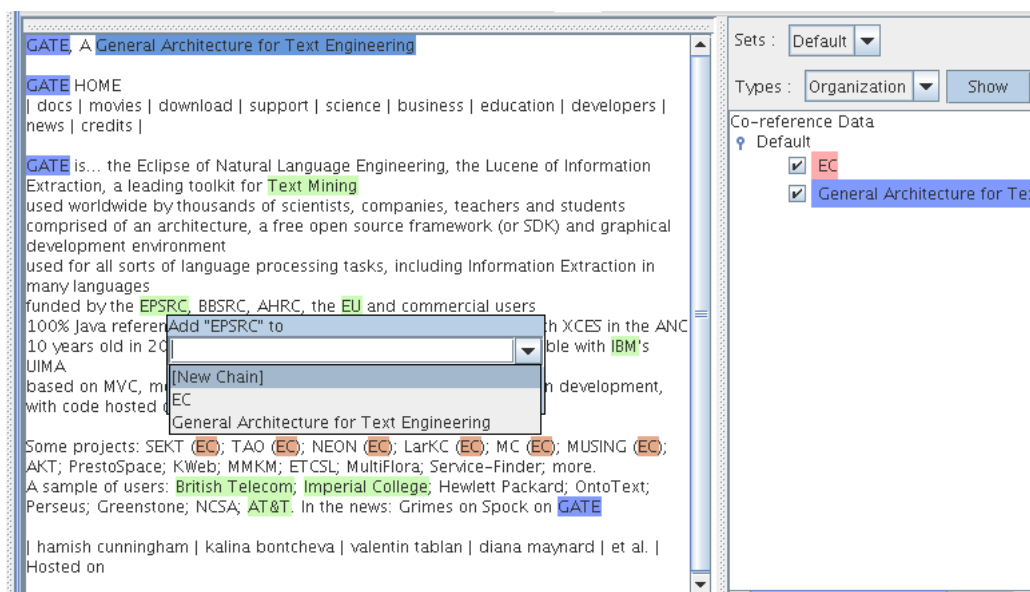 GATE, A General Architecture for Text Engineering
GATE HOME
| docs | movies | download | support | science | business | education | developers |
news | credits |
GATE is... the Eclipse of Natural Language Engineering, the Lucene of Information
Extraction, a leading toolkit for Text Mining
used worldwide by thousands of scientists, companies, teachers and students
comprised of an architecture, a free open source framework (or SDK) and graphical
development environment
used for all sorts of language processing tasks, including Information Extraction in
many languages
funded by the EPSRC, BBSRC, AHRC, the EU and commercial users
100% Java XCES in the ANC
10 years old in with IBM's
UIMA
based on MVC, development,
with code hosted
Add "EPSRC" to
[New Chain]
EC
General Architecture for Text Engineering
Some projects: SEKT (EC); TAO (EC); NEON (EC); LarKC (EC); MC (EC); MUSING (EC);
AKT; PrestoSpace; KWeb; MMKM; ETCSL; MultiFlora; Service-Finder; more.
A sample of users: British Telecom; Imperial College; Hewlett Packard; OntoText;
Perseus; Greenstone; NCSA; AT&T. In the news: Grimes on Spock on GATE
| hamish cunningham | kalina bontcheva | valentin tablan | diana maynard | et al. |
Hosted on
Sets : Default
Types : Organization Show
Co-reference Data
Default
EC
General Architecture for Te